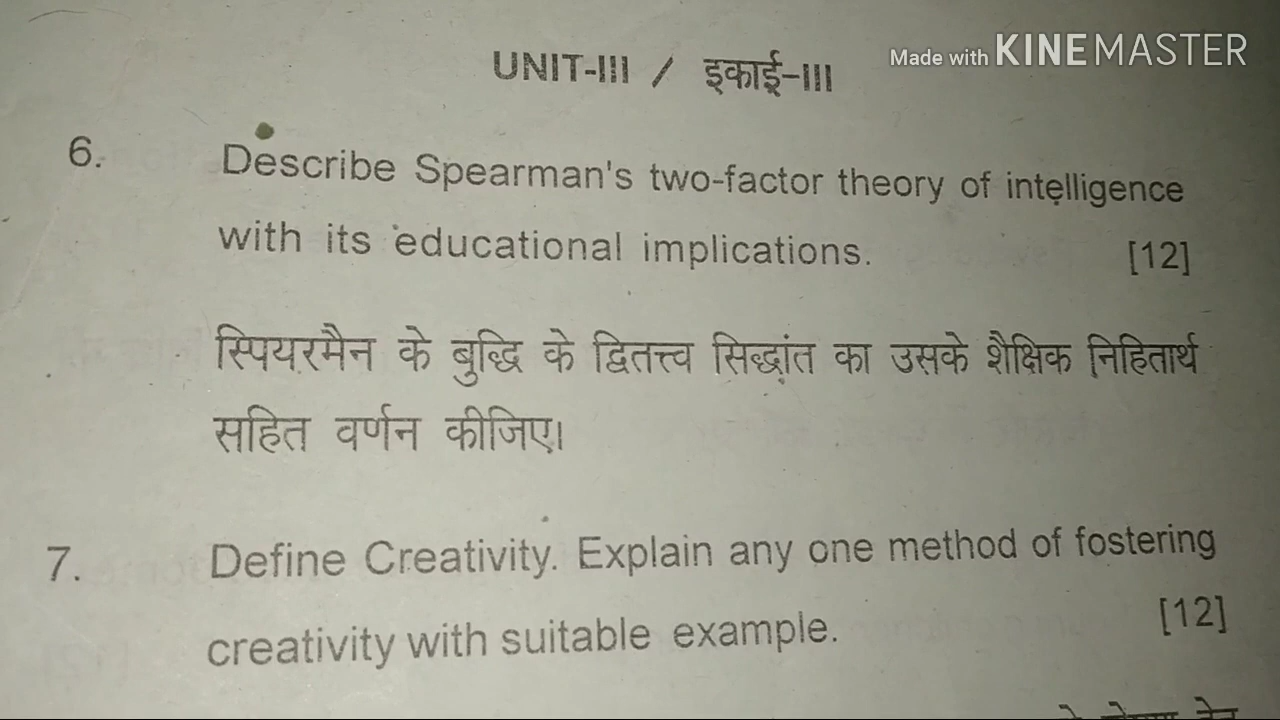 Made with KINEMASTER
UNIT-III / इकाई-III
6. Describe Spearman's two-factor theory of intelligence
with its educational implications. [12]
स्पियरमैन के बुद्धि के द्वितत्त्व सिद्धांत का उसके शैक्षिक निहितार्थ
सहित वर्णन कीजिए।
7. Define Creativity. Explain any one method of fostering
creativity with suitable example. [12]